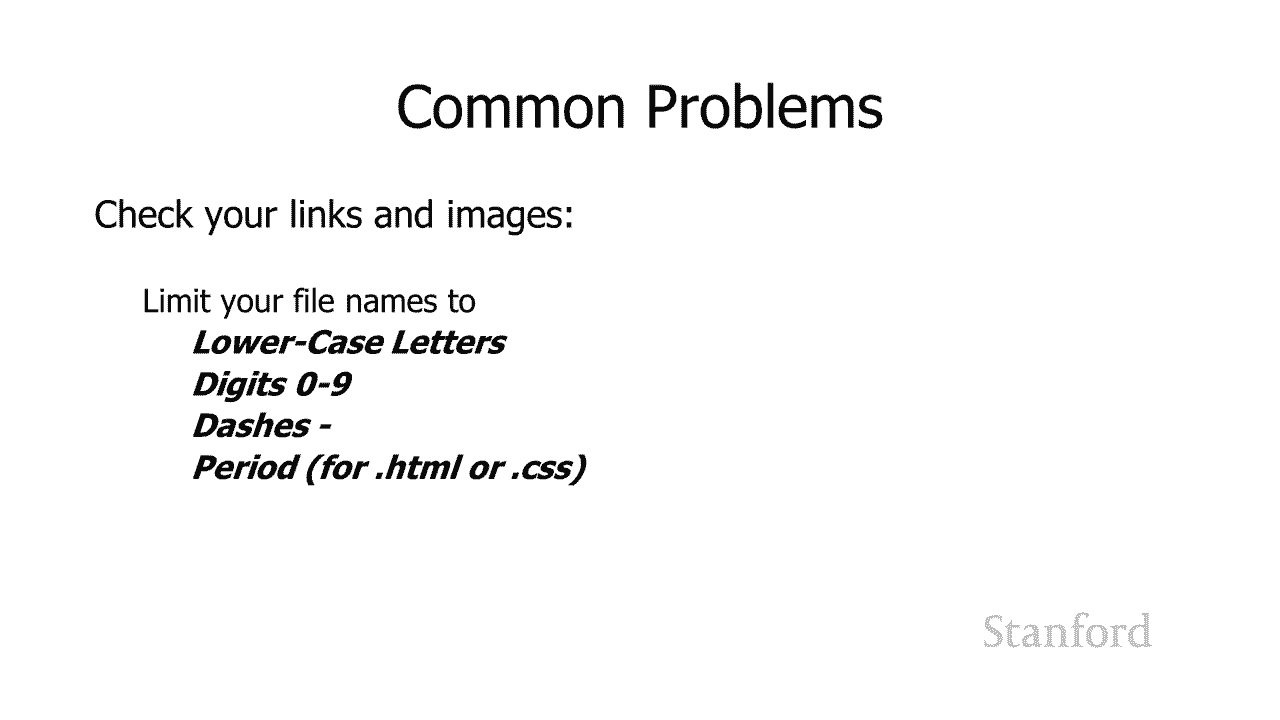 Common Problems
Check your links and images:
Limit your file names to
Lower-Case Letters
Digits 0-9
Dashes -
Period (for .html or .css)
Stanford